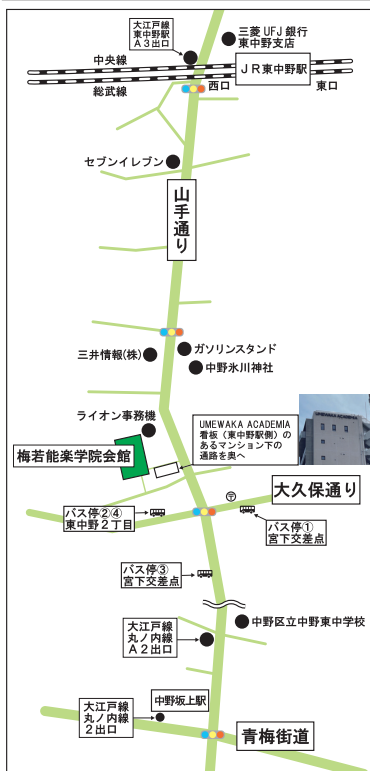 大江戸線
東中野駅
A3出口
三菱UFJ銀行
東中野支店
中央線
総武線
JR東中野駅
西口
東口
セブンイレブン
山手通り
三井情報(株)
ガソリンスタンド
中野氷川神社
ライオン事務機
梅若能楽学院会館
UMEWAKA ACADEMIA
看板（東中野駅側）の
あるマンション下の
通路を奥へ
UMEWAKA ACADEMIA
大久保通り
バス停②④
東中野2丁目
〒
バス停①
宮下交差点
バス停③
宮下交差点
中野区立中野東中学校
大江戸線
丸ノ内線
A2出口
大江戸線
丸ノ内線
2出口
中野坂上駅
青梅街道